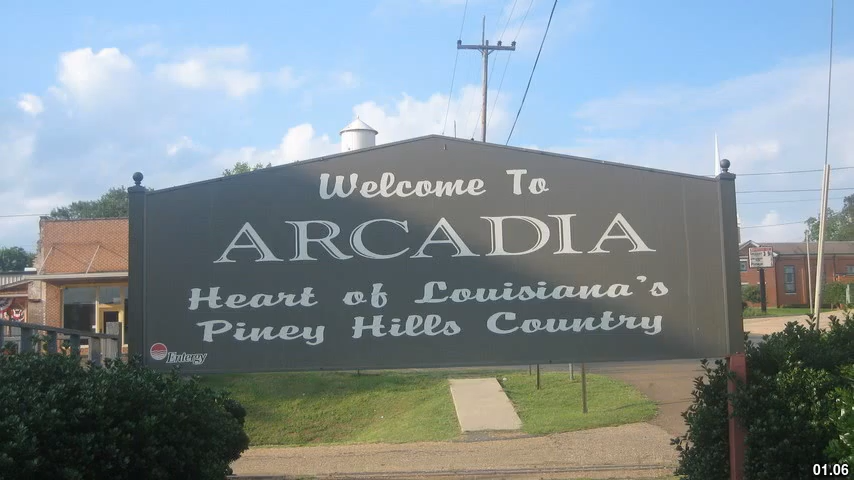 Welcome To
ARCADIA
Heart of Louisiana's
Piney Hills Country
Entergy
01.06